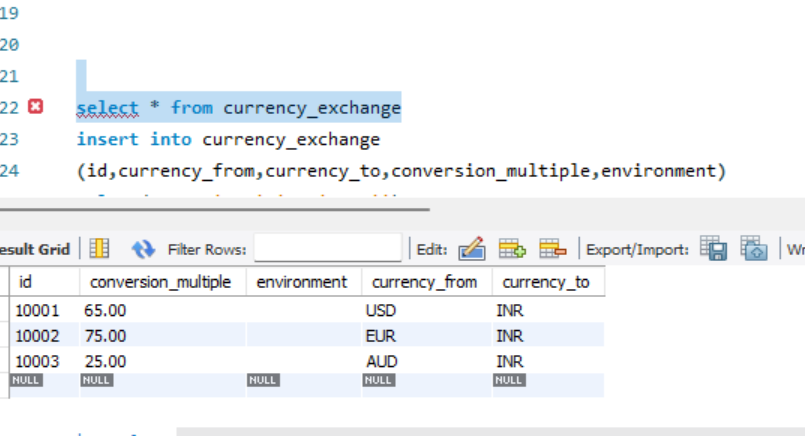 19
20
21
22 select * from currency_exchange
23 insert into currency_exchange
24 (id,currency_from,currency_to,conversion_multiple,environment)
esult Grid Filter Rows: Edit: Export/Import: Wr
id conversion_multiple environment currency_from currency_to
10001 65.00 USD INR
10002 75.00 EUR INR
10003 25.00 AUD INR
NULL NULL NULL NULL NULL